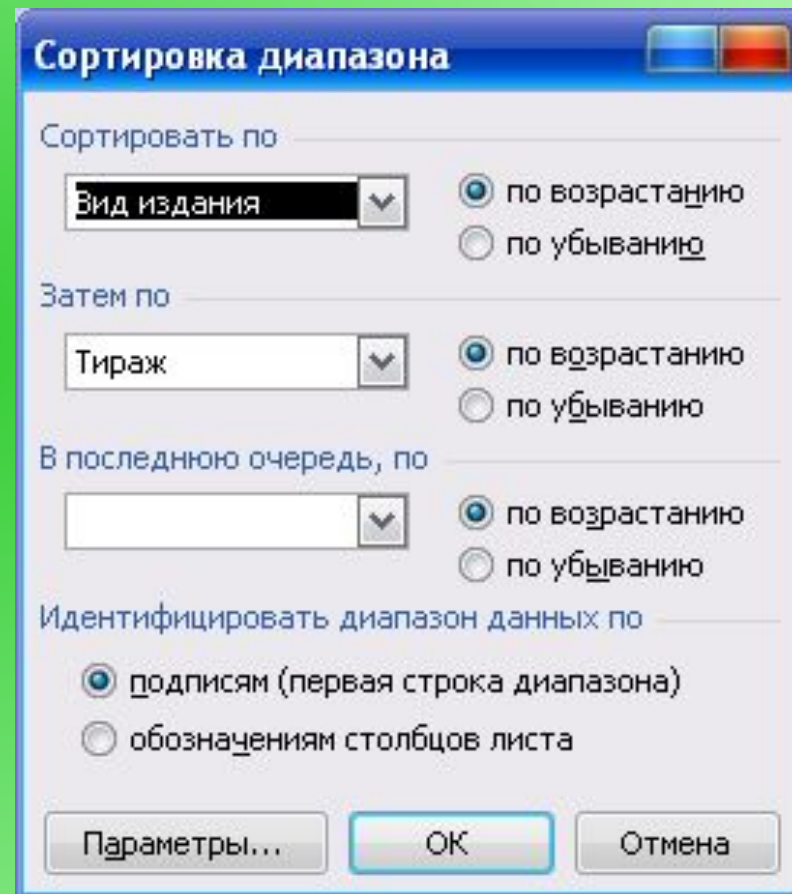 Сортировка диапазона
Сортировать по
Вид издания
по возрастанию
по убыванию
Затем по
Тираж
по возрастанию
по убыванию
В последнюю очередь, по
по возрастанию
по убыванию
Идентифицировать диапазон данных по
подписям (первая строка диапазона)
обозначениям столбцов листа
Параметры... ОК Отмена